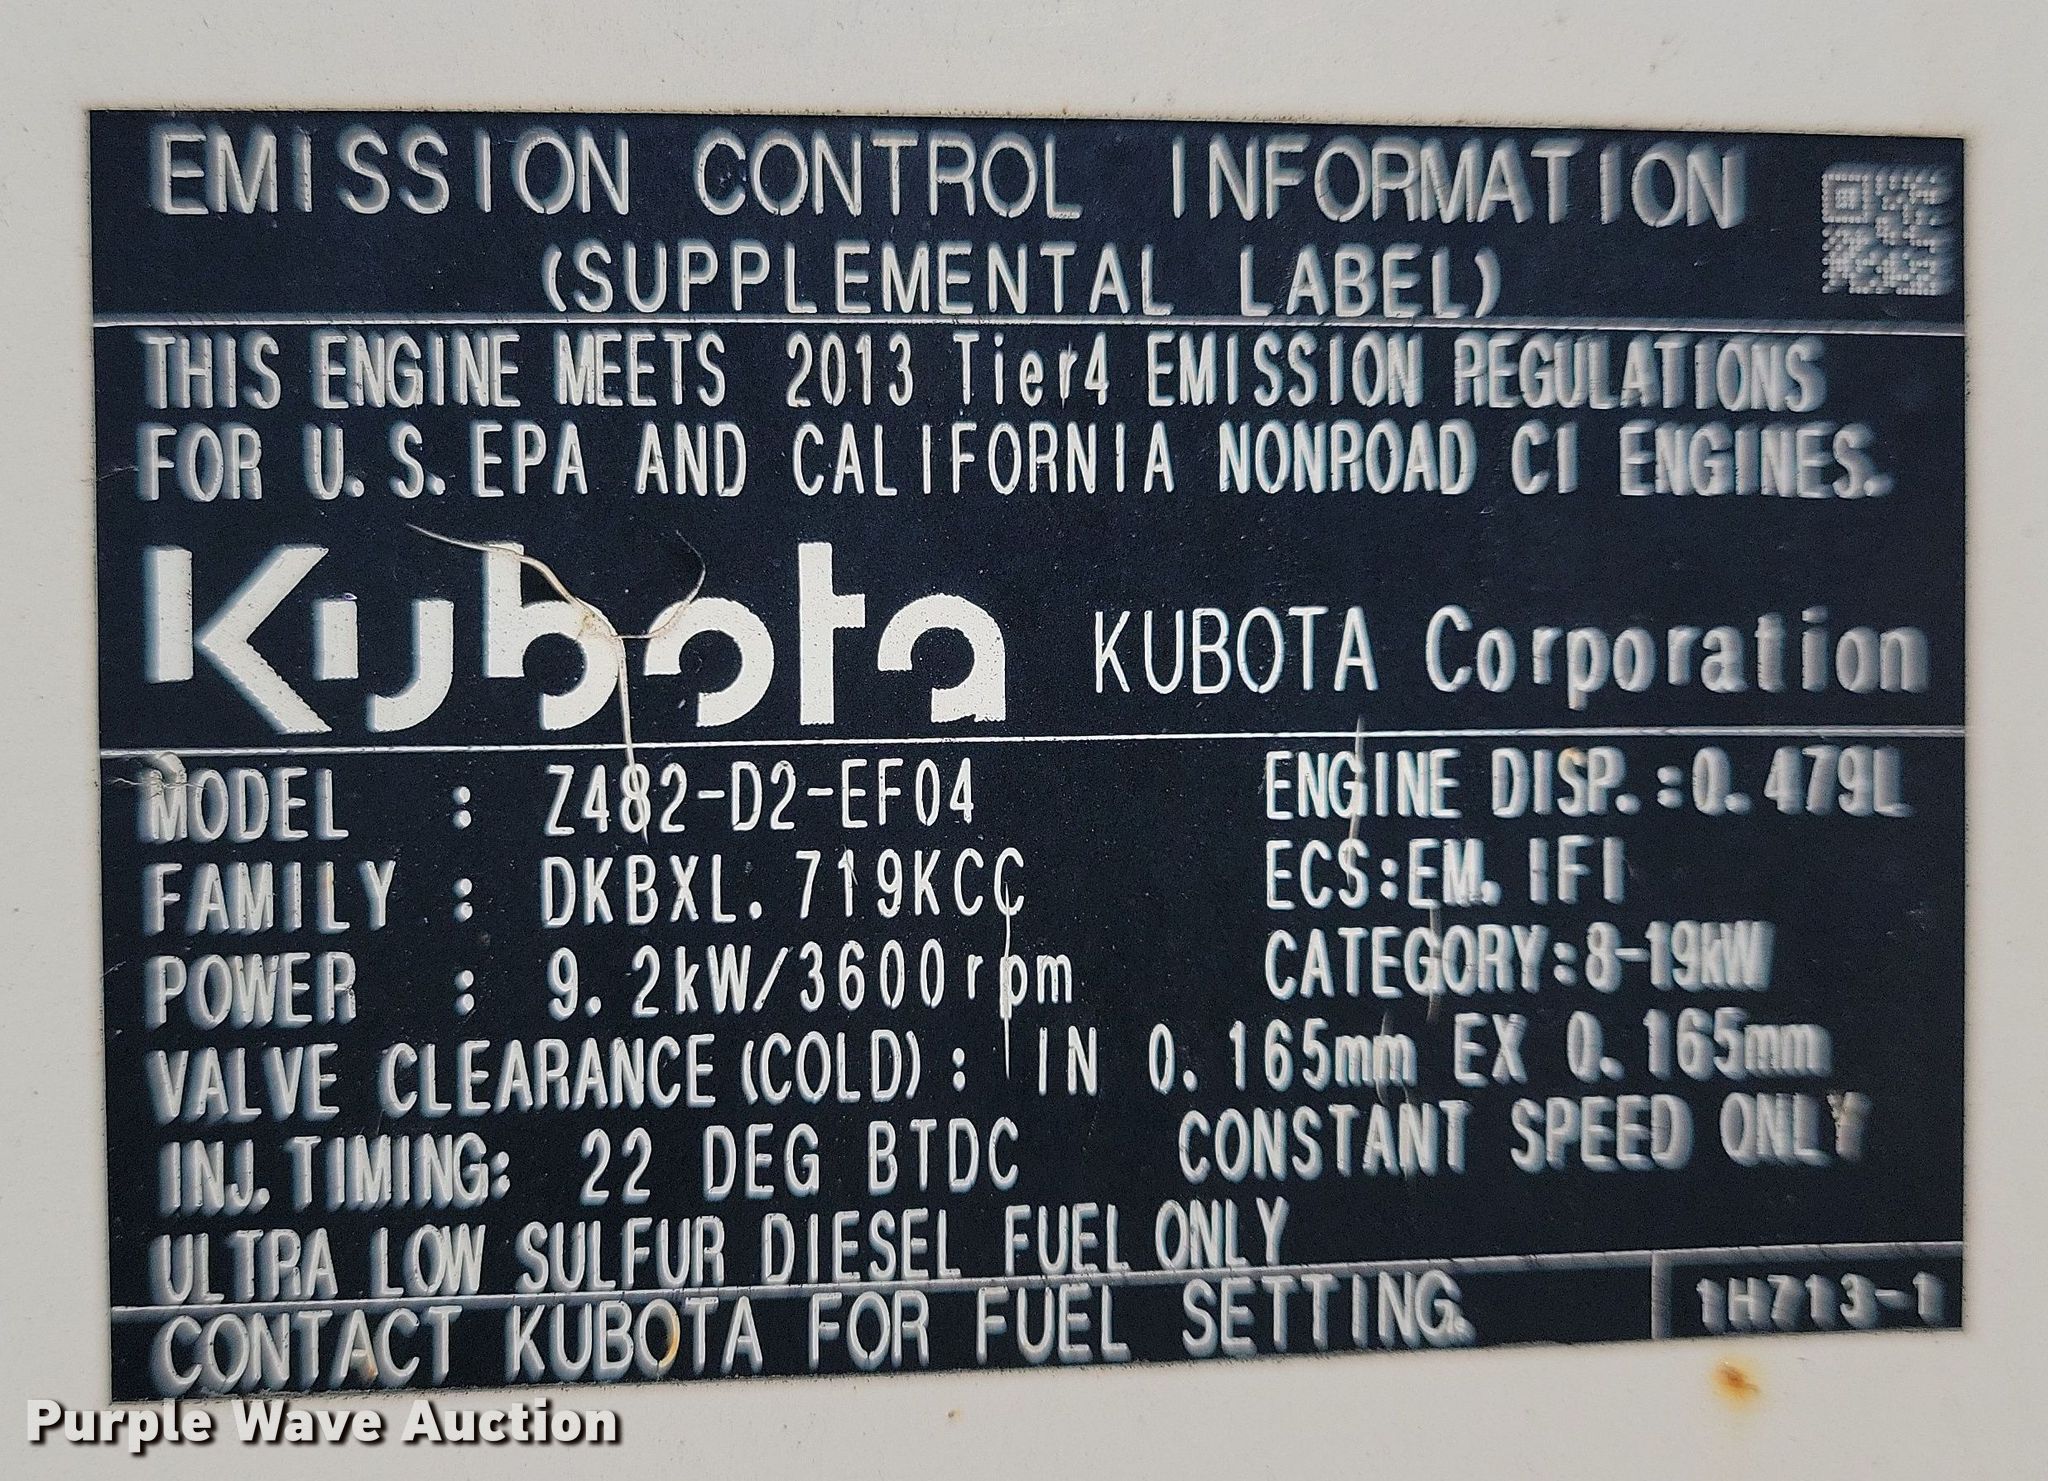 EMISSION CONTROL INFORMATION
(SUPPLEMENTAL LABEL)
THIS ENGINE MEETS 2013 Tier4 EMISSION REGULATIONS
FOR U.S.EPA AND CALIFORNIA NONROAD CI ENGINES.
Kubota KUBOTA Corporation
MODEL : Z482-D2-EF04 ENGINE DISP.:0.479L
FAMILY : DKBXL.719KCC ECS:EM.IFI
POWER : 9.2kW/3600rpm CATEGORY:8-19kW
VALVE CLEARANCE(COLD): IN 0.165mm EX 0.165mm
INJ.TIMING: 22 DEG BTDC CONSTANT SPEED ONLY
ULTRA LOW SULFUR DIESEL FUEL ONLY
CONTACT KUBOTA FOR FUEL SETTING. 1H713-1
Purple Wave Auction